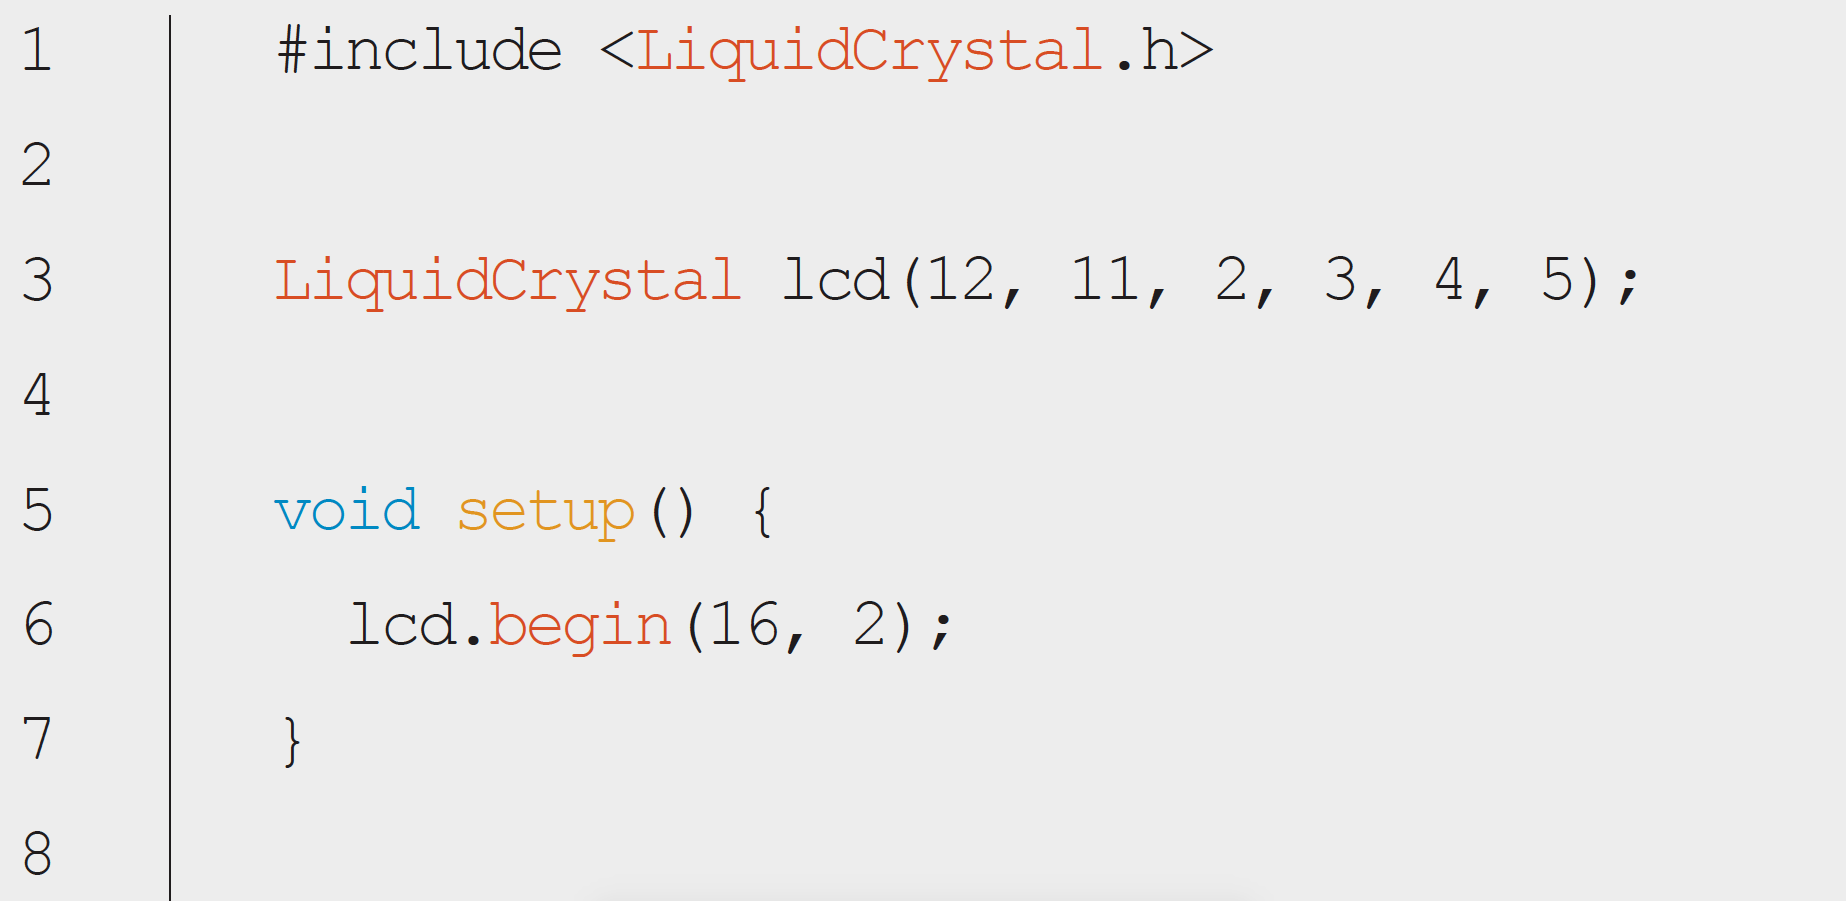 1 #include <LiquidCrystal.h>
2
3 LiquidCrystal lcd(12, 11, 2, 3, 4, 5);
4
5 void setup() {
6   lcd.begin(16, 2);
7 }
8